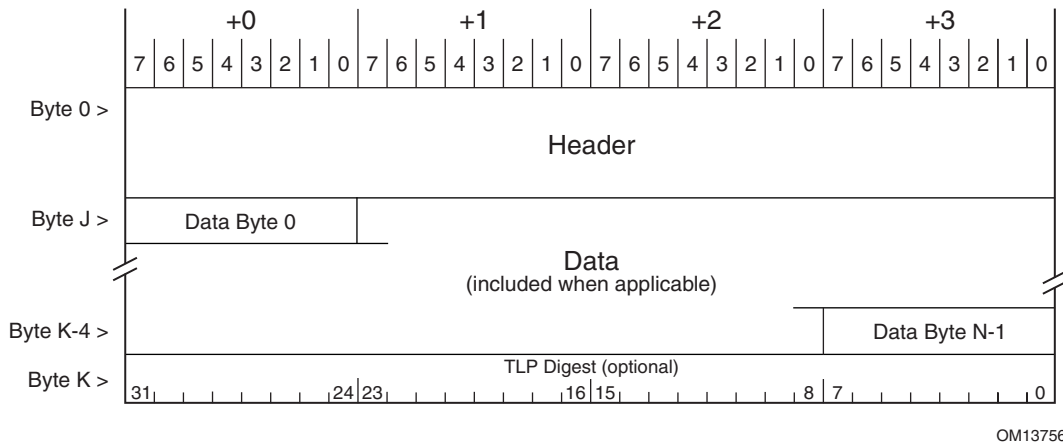 +0 +1 +2 +3
7 6 5 4 3 2 1 0 7 6 5 4 3 2 1 0 7 6 5 4 3 2 1 0 7 6 5 4 3 2 1 0
Byte 0 >
Header
Byte J > Data Byte 0
Data
(included when applicable)
Byte K-4 > Data Byte N-1
TLP Digest (optional)
Byte K > 31 24 23 16 15 8 7 0
OM13756